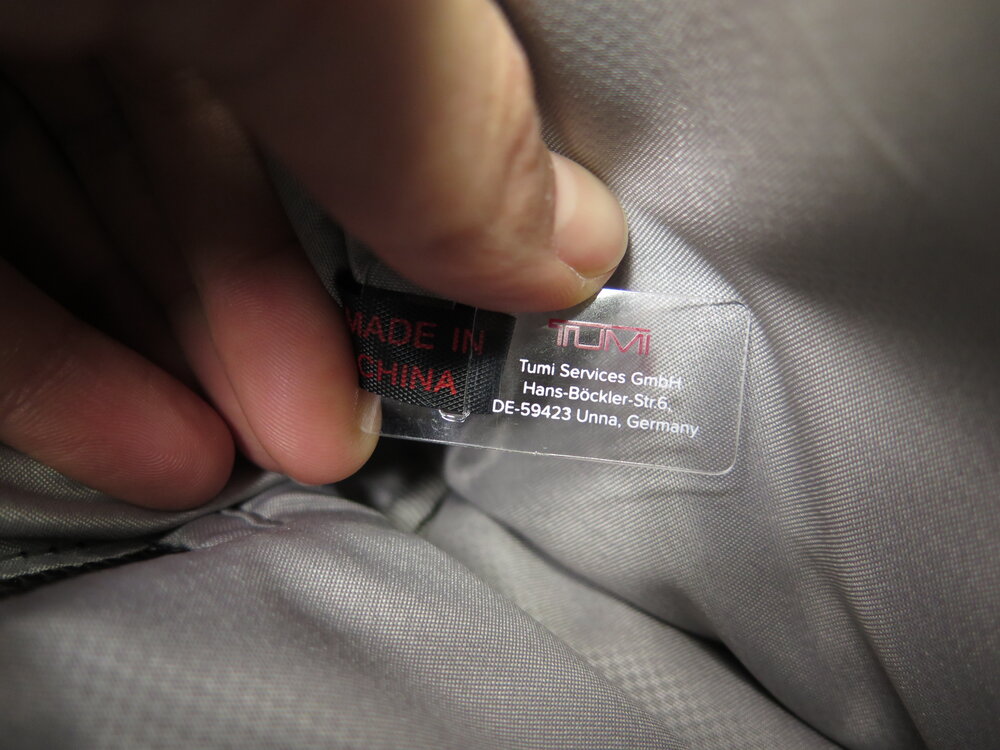 MADE IN
CHINA
TUMI
Tumi Services GmbH
Hans-Böckler-Str.6,
DE-59423 Unna, Germany